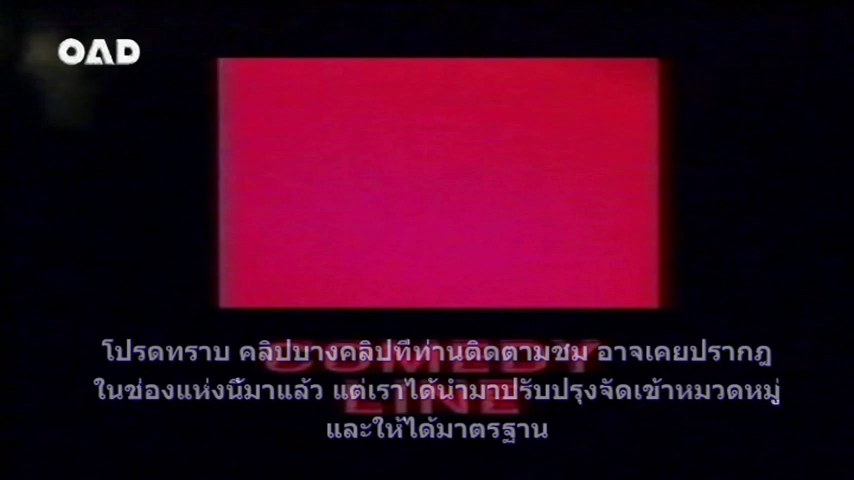 OAD
COMEDY
LINE
โปรดทราบ คลิปบางคลิปที่ท่านติดตามชม อาจเคยปรากฎ
ในช่องแห่งนี้มาแล้ว แต่เราได้นำมาปรับปรุงจัดเข้าหมวดหมู่
และให้ได้มาตรฐาน